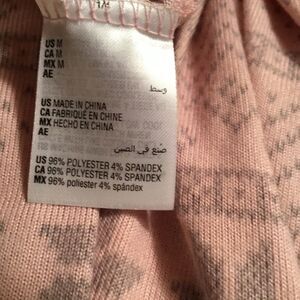 US M
CA M
MX M
AE
وسط
US MADE IN CHINA
CA FABRIQUÉ EN CHINE
MX HECHO EN CHINA
AE
صنع في الصين
US 96% POLYESTER 4% SPANDEX
CA 96% POLYESTER 4% SPANDEX
MX 96% poliester 4% spándex